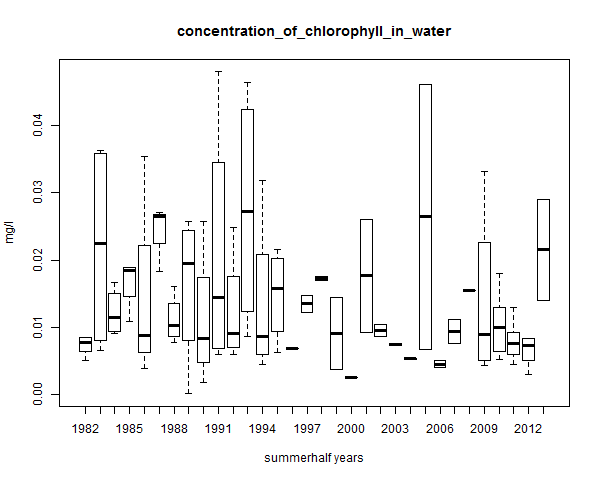 concentration_of_chlorophyll_in_water
mg/l
0.04
0.03
0.02
0.01
0.00
1982 1985 1988 1991 1994 1997 2000 2003 2006 2009 2012
summerhalf years